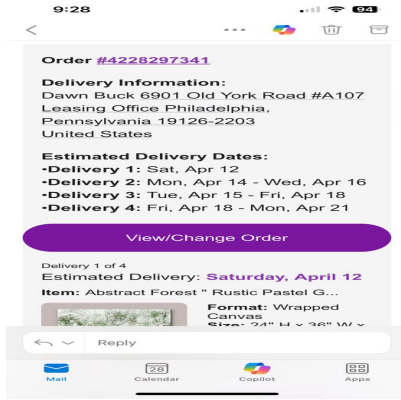 9:28
94
Order #4228297341
Delivery Information:
Dawn Buck 6901 Old York Road #A107
Leasing Office Philadelphia,
Pennsylvania 19126-2203
United States
Estimated Delivery Dates:
•Delivery 1: Sat, Apr 12
•Delivery 2: Mon, Apr 14 - Wed, Apr 16
•Delivery 3: Tue, Apr 15 - Fri, Apr 18
•Delivery 4: Fri, Apr 18 - Mon, Apr 21
View/Change Order
Delivery 1 of 4
Estimated Delivery: Saturday, April 12
Item: Abstract Forest " Rustic Pastel G...
Format: Wrapped
Canvas
Size: 24" H x 36" W x
Reply
28
Mail Calendar Copilot Apps